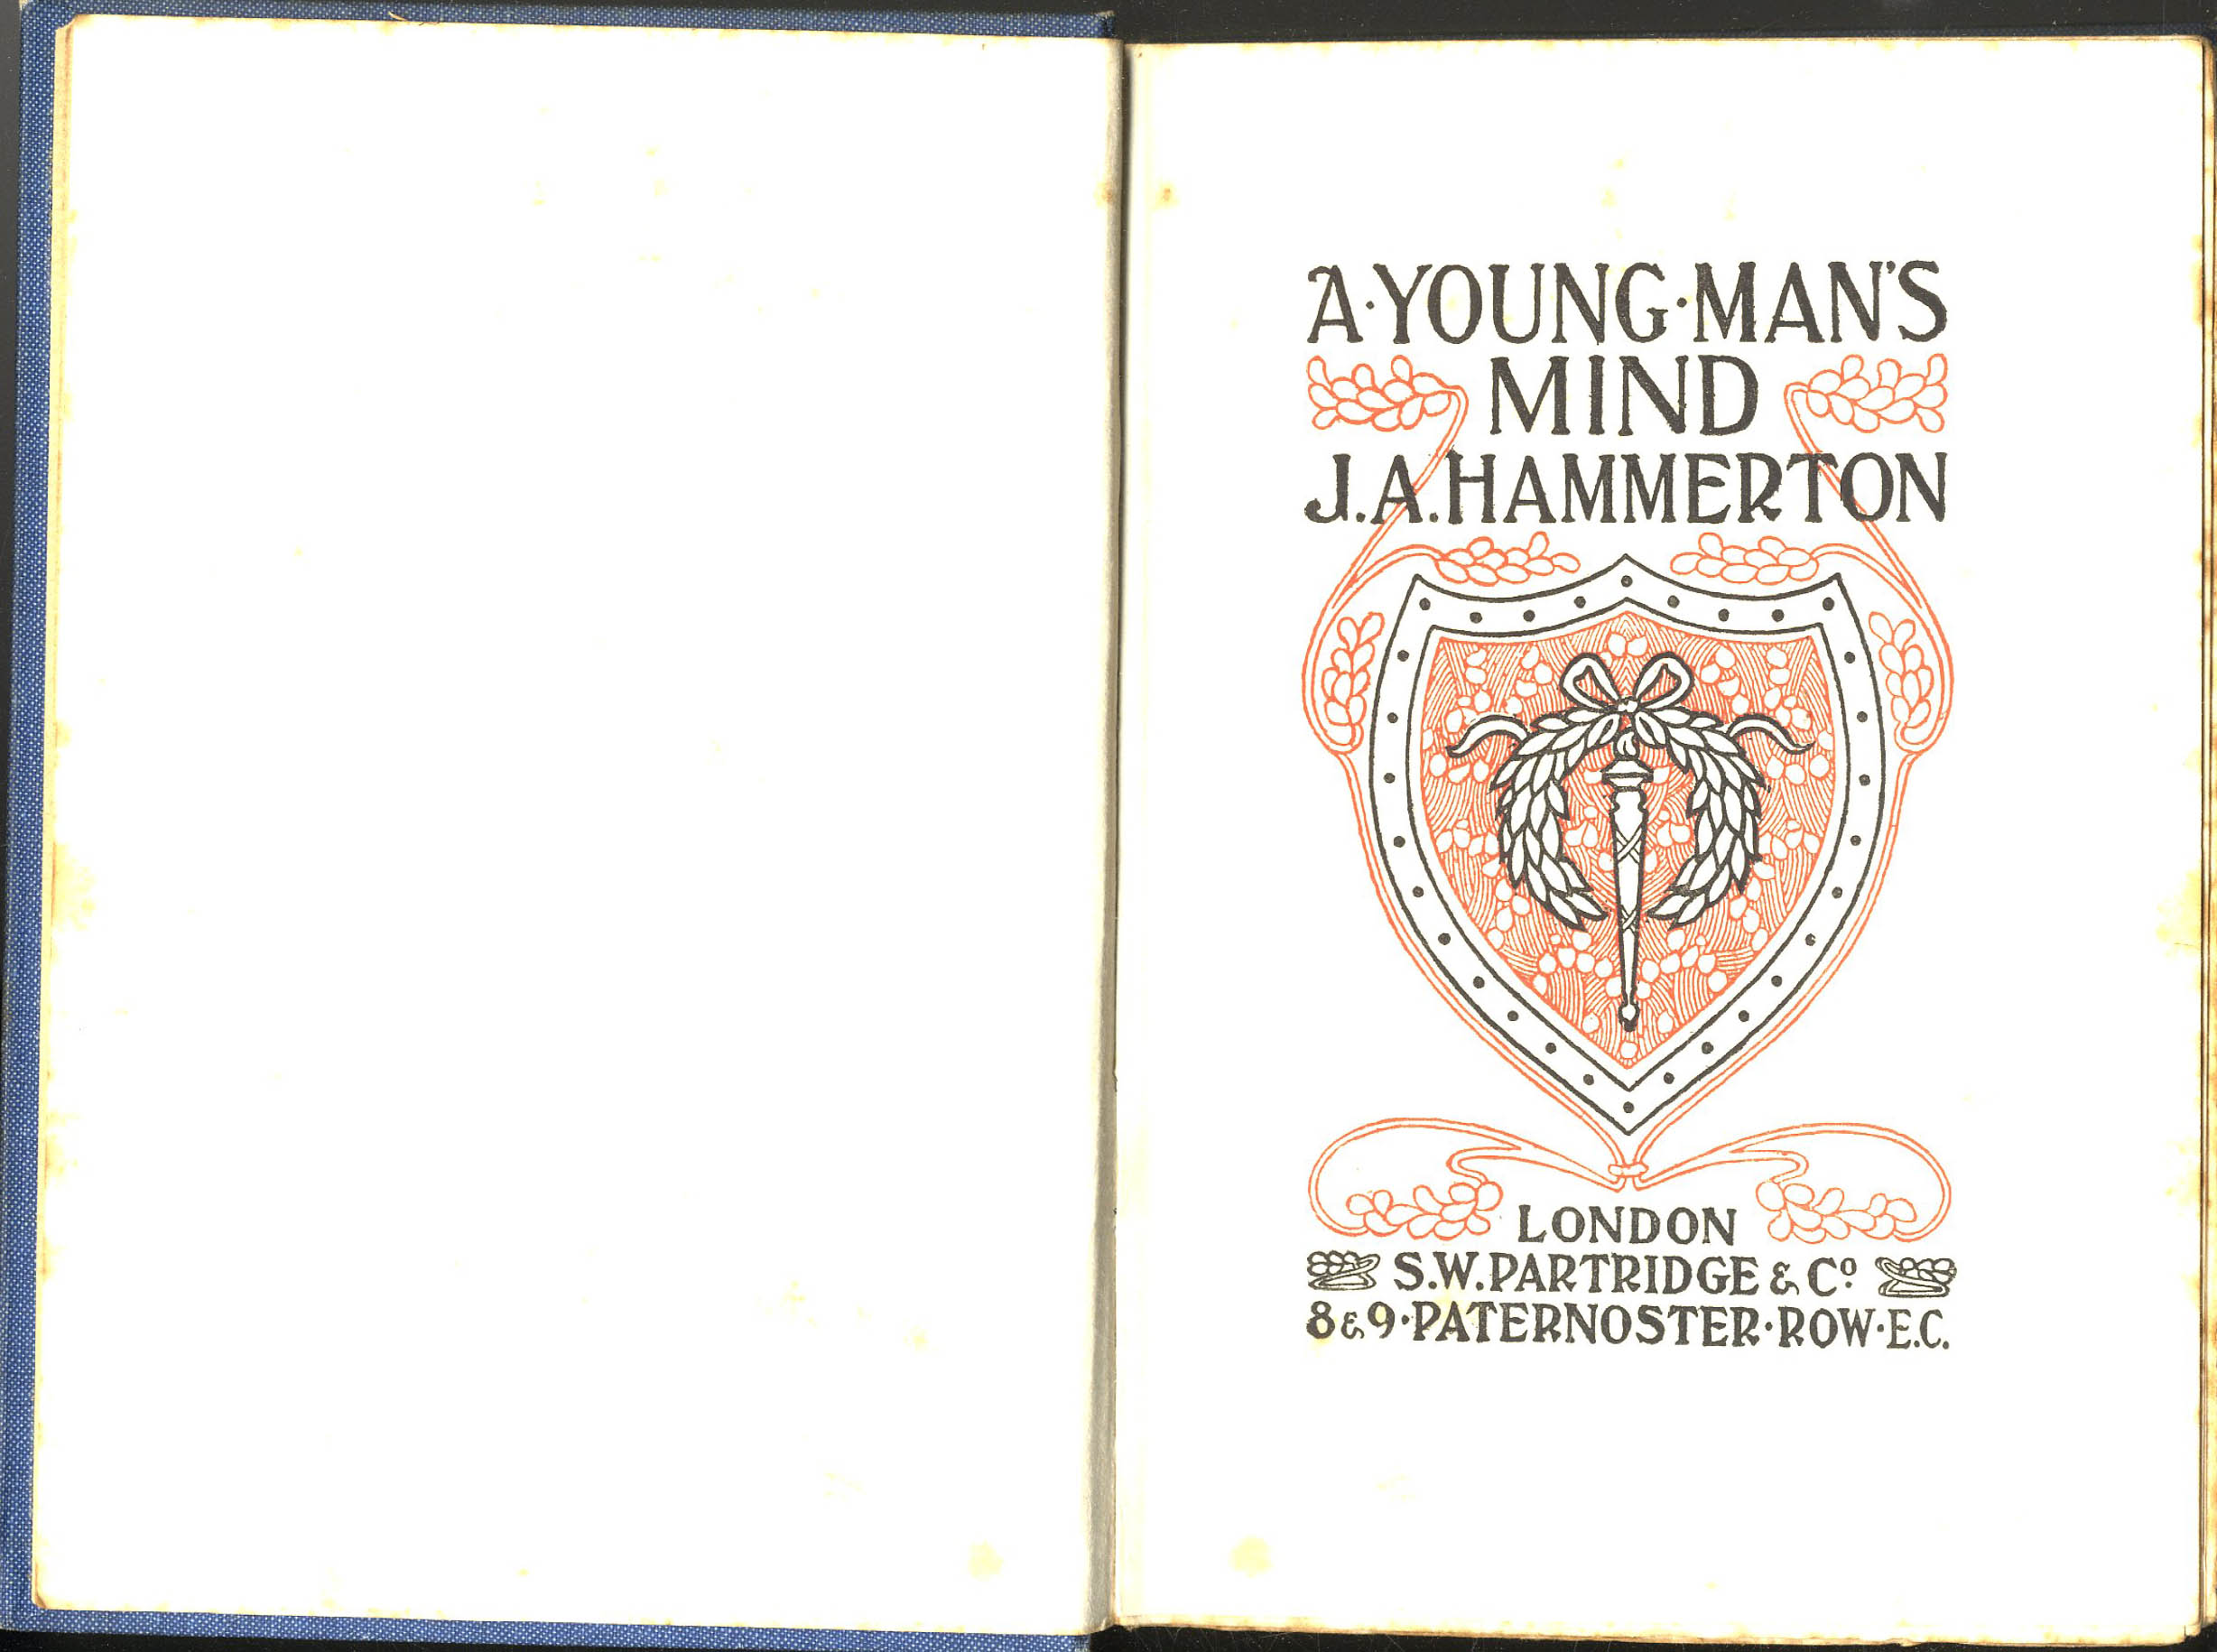 A·YOUNG·MAN'S
MIND
J.A.HAMMERTON
LONDON
S.W.PARTRIDGE & Cº
8 & 9·PATERNOSTER·ROW·E.C.